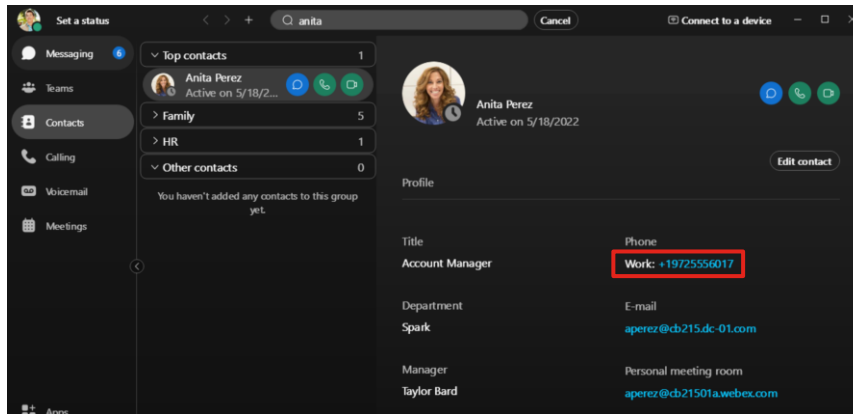 Set a status
anita
Cancel
Connect to a device
Messaging 6
Teams
Contacts
Calling
Voicemail
Meetings
Apps
Top contacts 1
Anita Perez
Active on 5/18/2...
Family 5
HR 1
Other contacts 0
You haven't added any contacts to this group
yet.
Anita Perez
Active on 5/18/2022
Edit contact
Profile
Title
Account Manager
Phone
Work: +19725556017
Department
Spark
E-mail
aperez@cb215.dc-01.com
Manager
Taylor Bard
Personal meeting room
aperez@cb21501a.webex.com